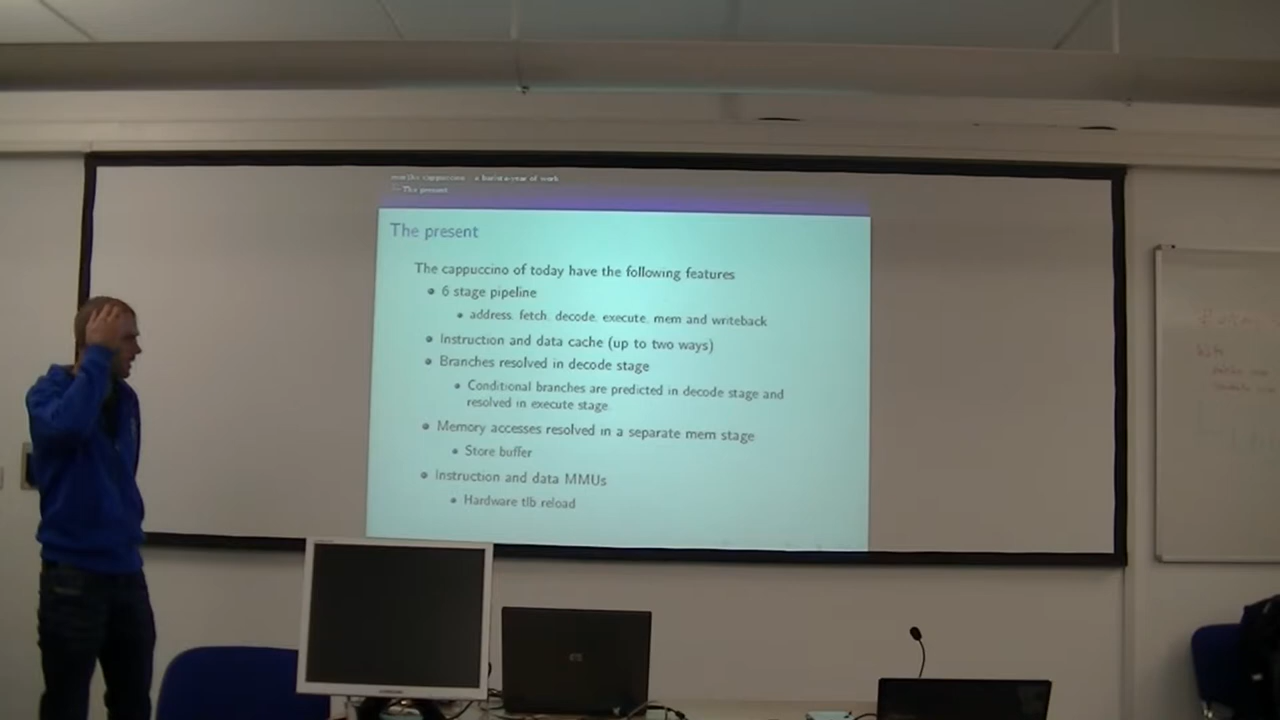 mor1kx cappuccino - a barista-year of work
The present
The present
The cappuccino of today have the following features
6 stage pipeline
address, fetch, decode, execute, mem and writeback
Instruction and data cache (up to two ways)
Branches resolved in decode stage
Conditional branches are predicted in decode stage and
resolved in execute stage.
Memory accesses resolved in a separate mem stage
Store buffer
Instruction and data MMUs
Hardware tlb reload
hp